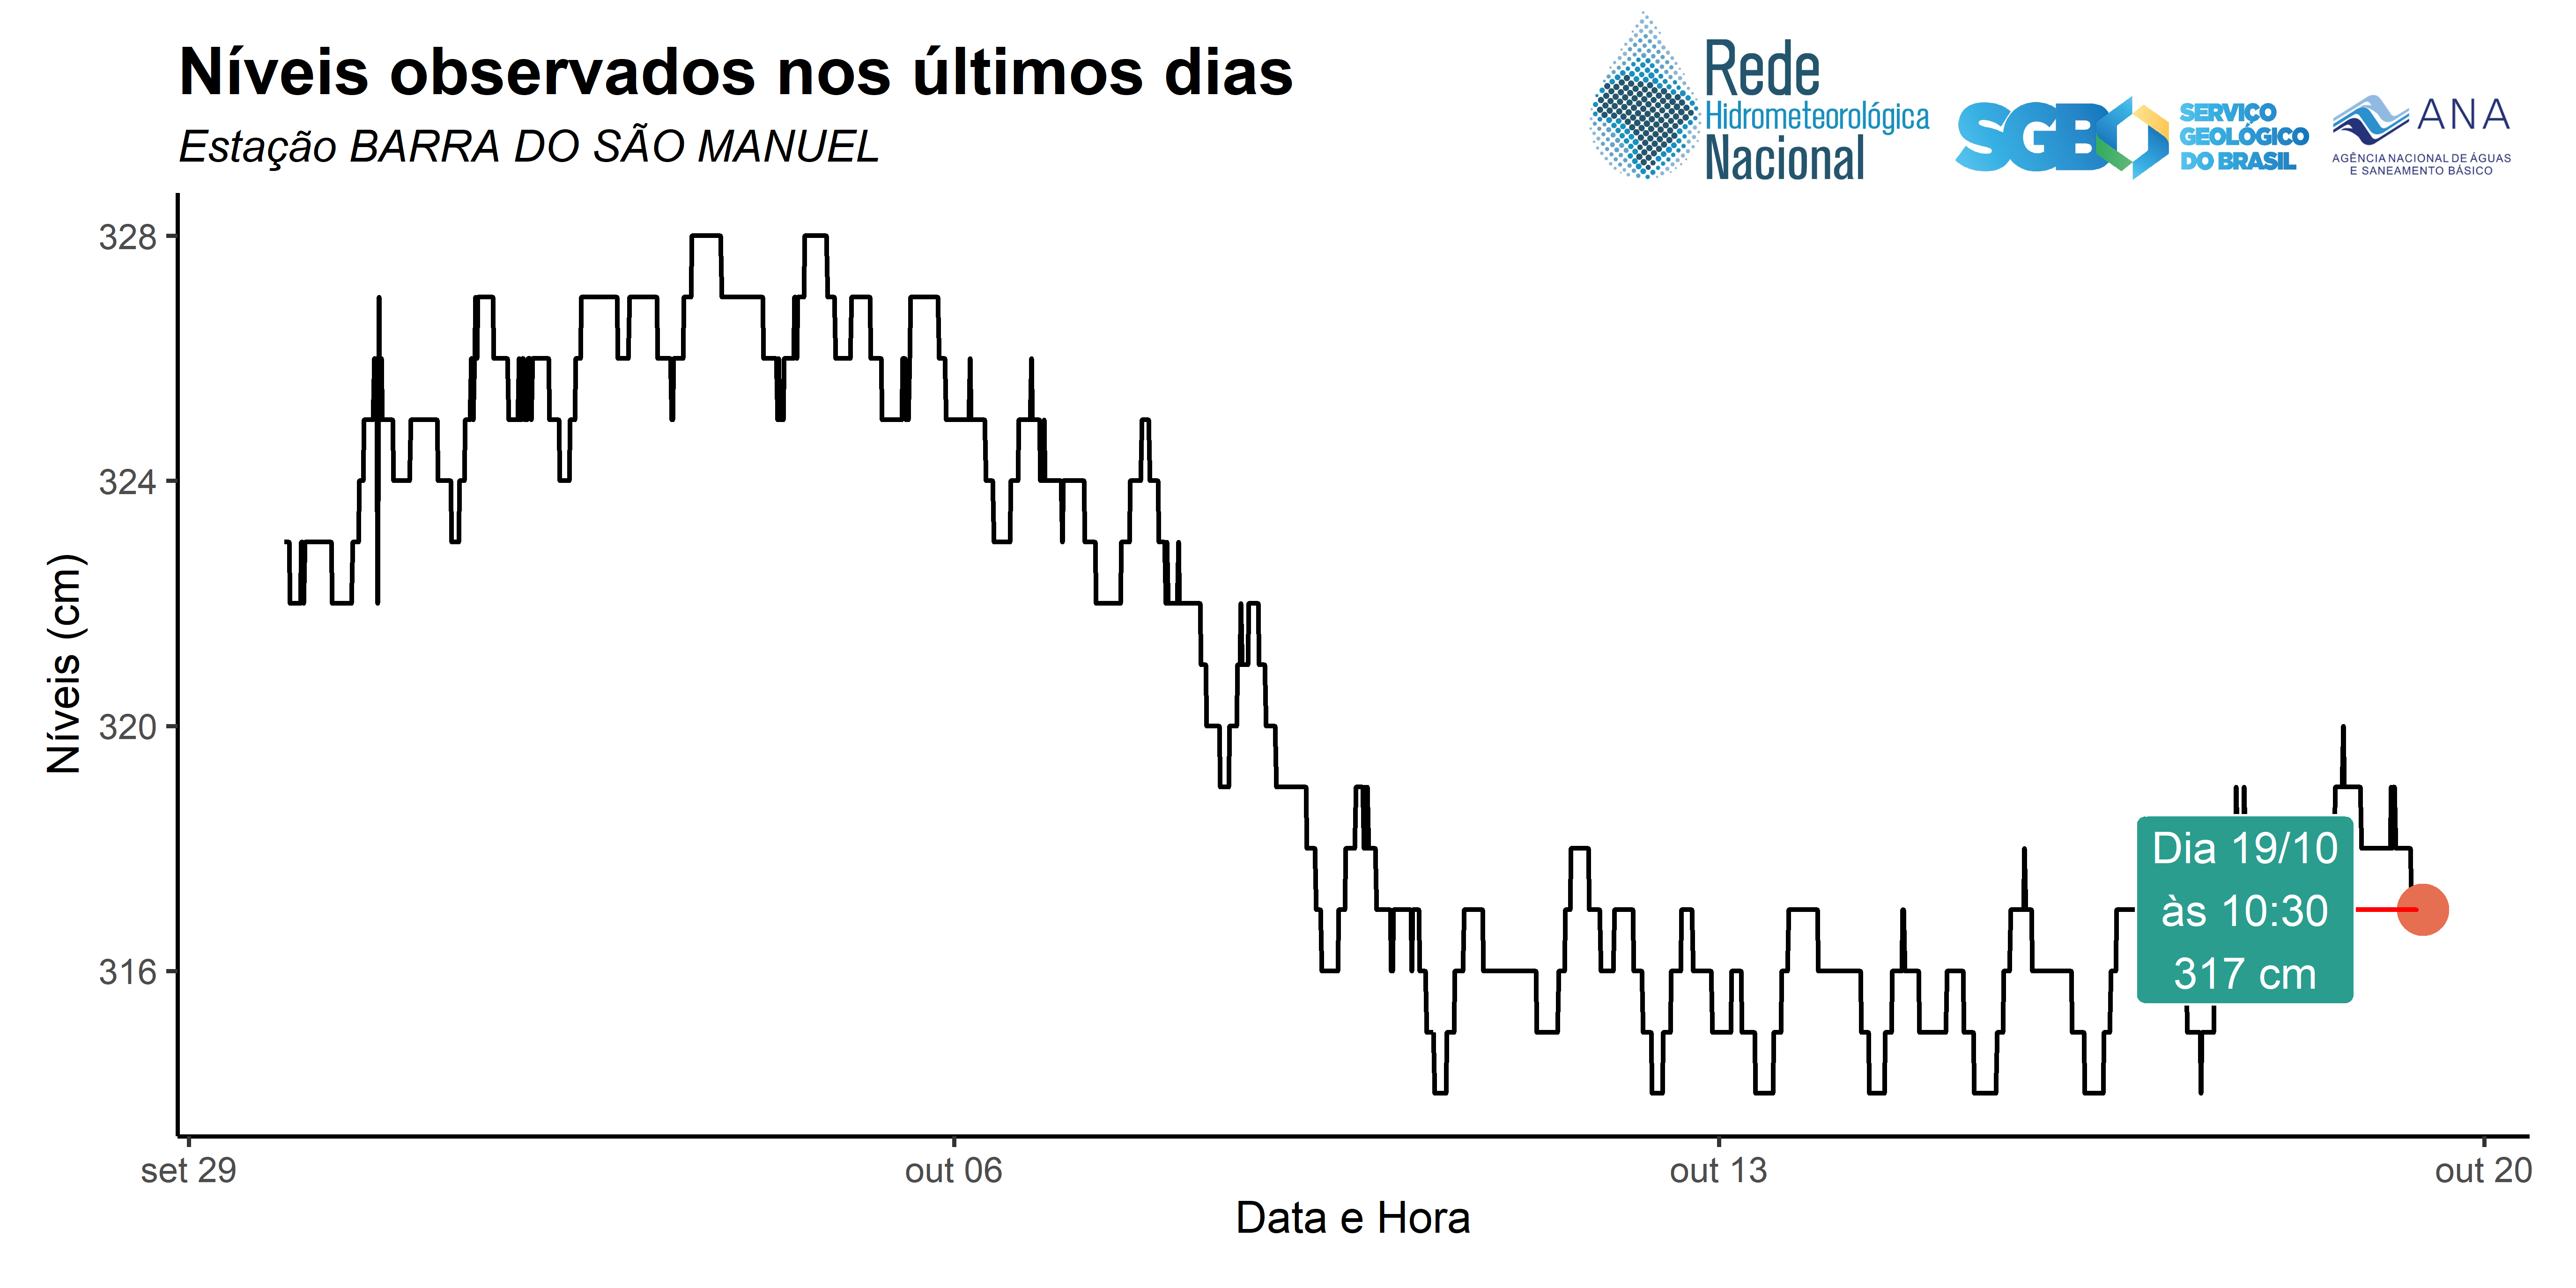 Níveis observados nos últimos dias
Estação BARRA DO SÃO MANUEL
Rede
Hidrometeorológica
Nacional
SGB
SERVIÇO
GEOLÓGICO
DO BRASIL
ANA
AGÊNCIA NACIONAL DE ÁGUAS
E SANEAMENTO BÁSICO
Níveis (cm)
328
324
320
316
Dia 19/10
às 10:30
317 cm
set 29
out 06
out 13
out 20
Data e Hora